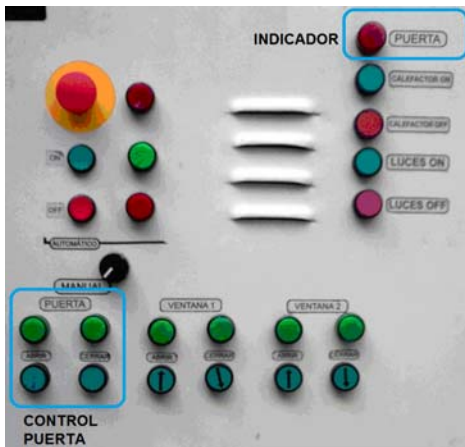 INDICADOR
PUERTA
CALEFACTOR ON
CALEFACTOR OFF
ON
LUCES ON
OFF
LUCES OFF
AUTOMÁTICO
MANUAL
PUERTA
VENTANA 1
VENTANA 2
ABRIR
CERRAR
ABRIR
CERRAR
ABRIR
CERRAR
CONTROL
PUERTA